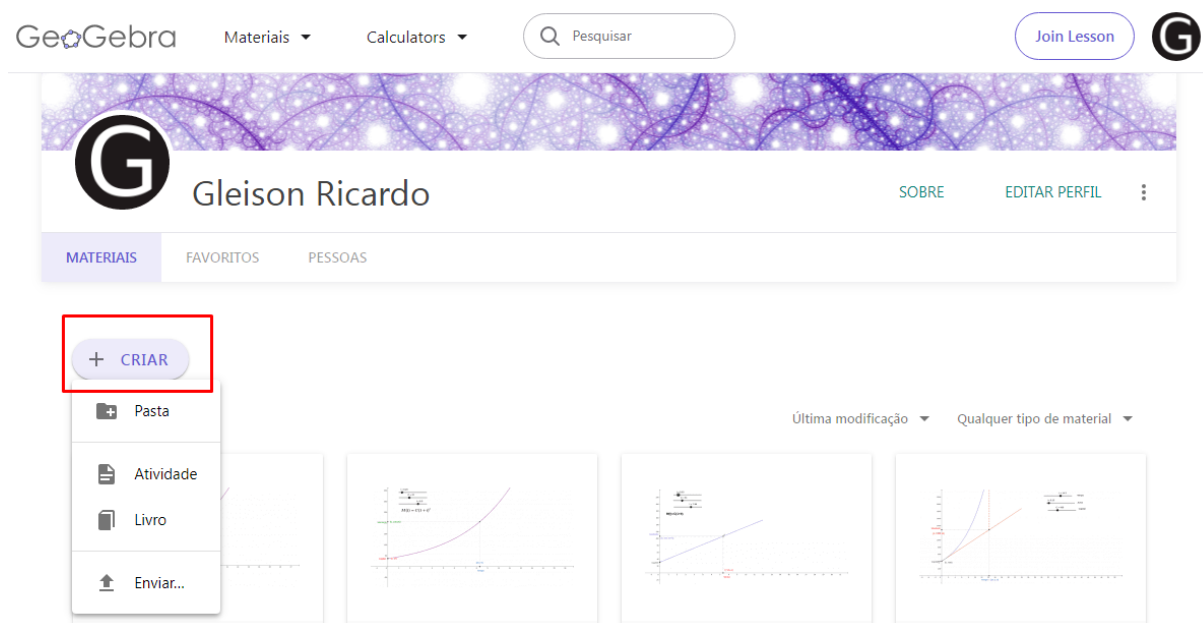 GeoGebra Materiais Calculators Pesquisar Join Lesson G
G
Gleison Ricardo SOBRE EDITAR PERFIL
MATERIAIS FAVORITOS PESSOAS
+ CRIAR
Pasta
Última modificação Qualquer tipo de material
Atividade
Livro
Enviar...